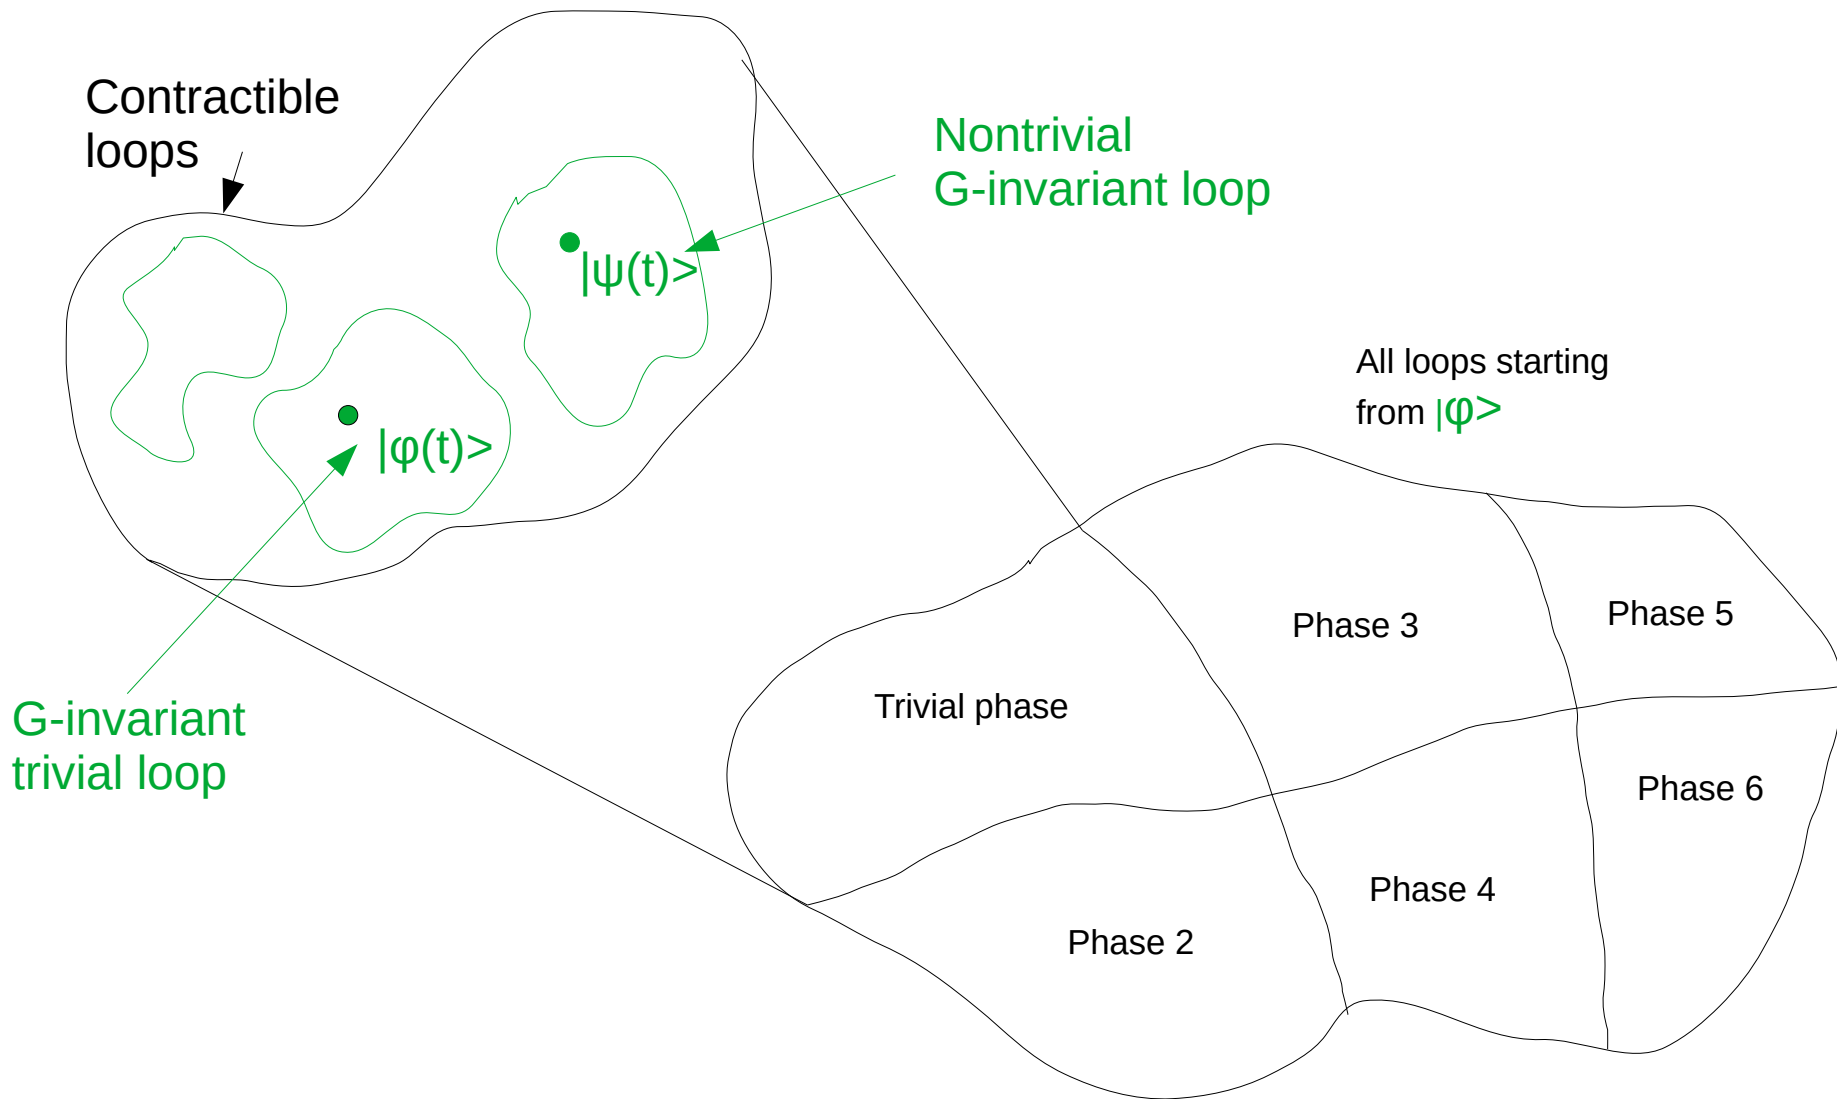 Contractible
loops
Nontrivial
G-invariant loop
|ψ(t)>
|φ(t)>
G-invariant
trivial loop
All loops starting
from |φ>
Phase 3
Phase 5
Trivial phase
Phase 6
Phase 4
Phase 2